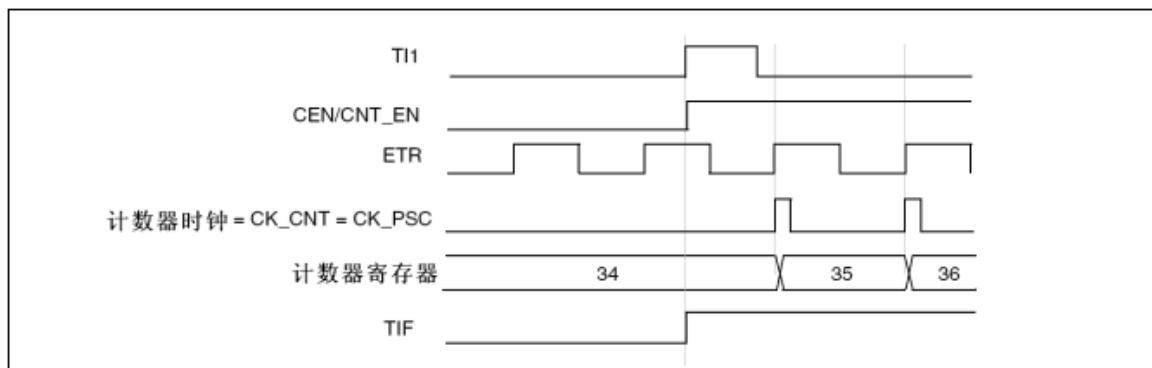 TI1
CEN/CNT_EN
ETR
计数器时钟 = CK_CNT = CK_PSC
计数器寄存器 34 35 36
TIF